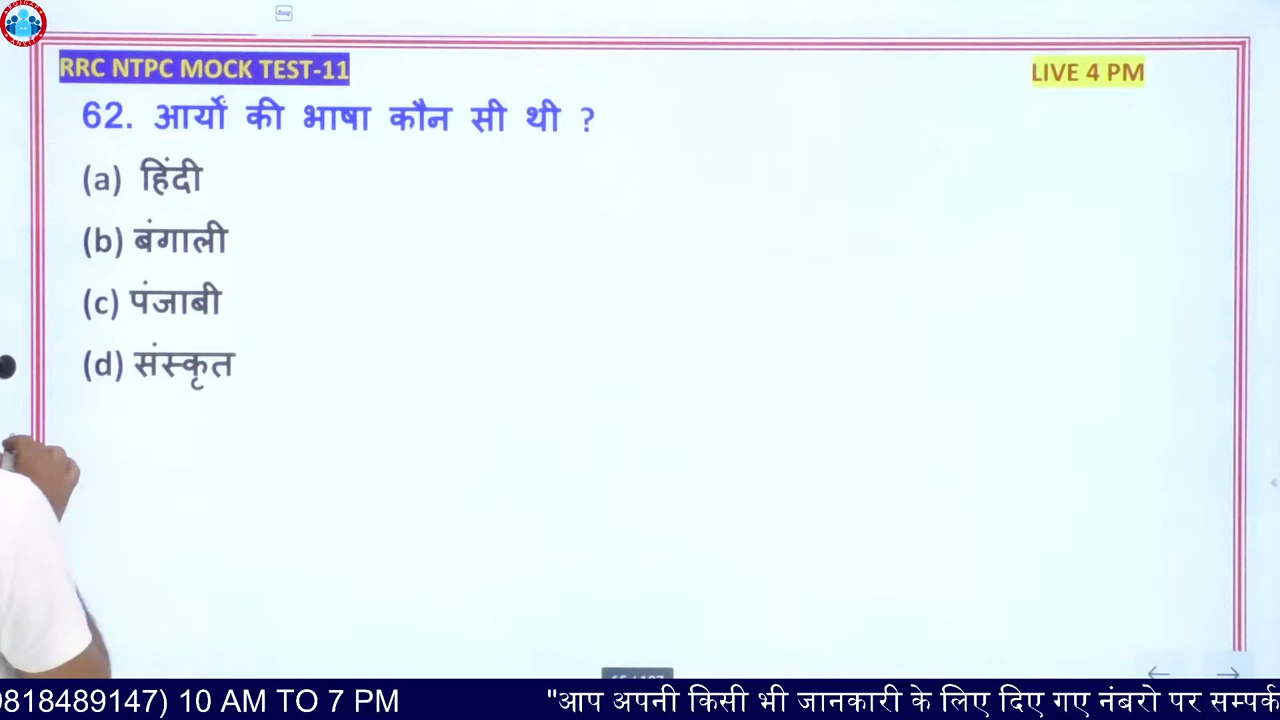 RRC NTPC MOCK TEST-11
LIVE 4 PM
62. आर्यों की भाषा कौन सी थी ?
(a) हिंदी
(b) बंगाली
(c) पंजाबी
(d) संस्कृत
9818489147) 10 AM TO 7 PM "आप अपनी किसी भी जानकारी के लिए दिए गए नंबरो पर सम्पर्क